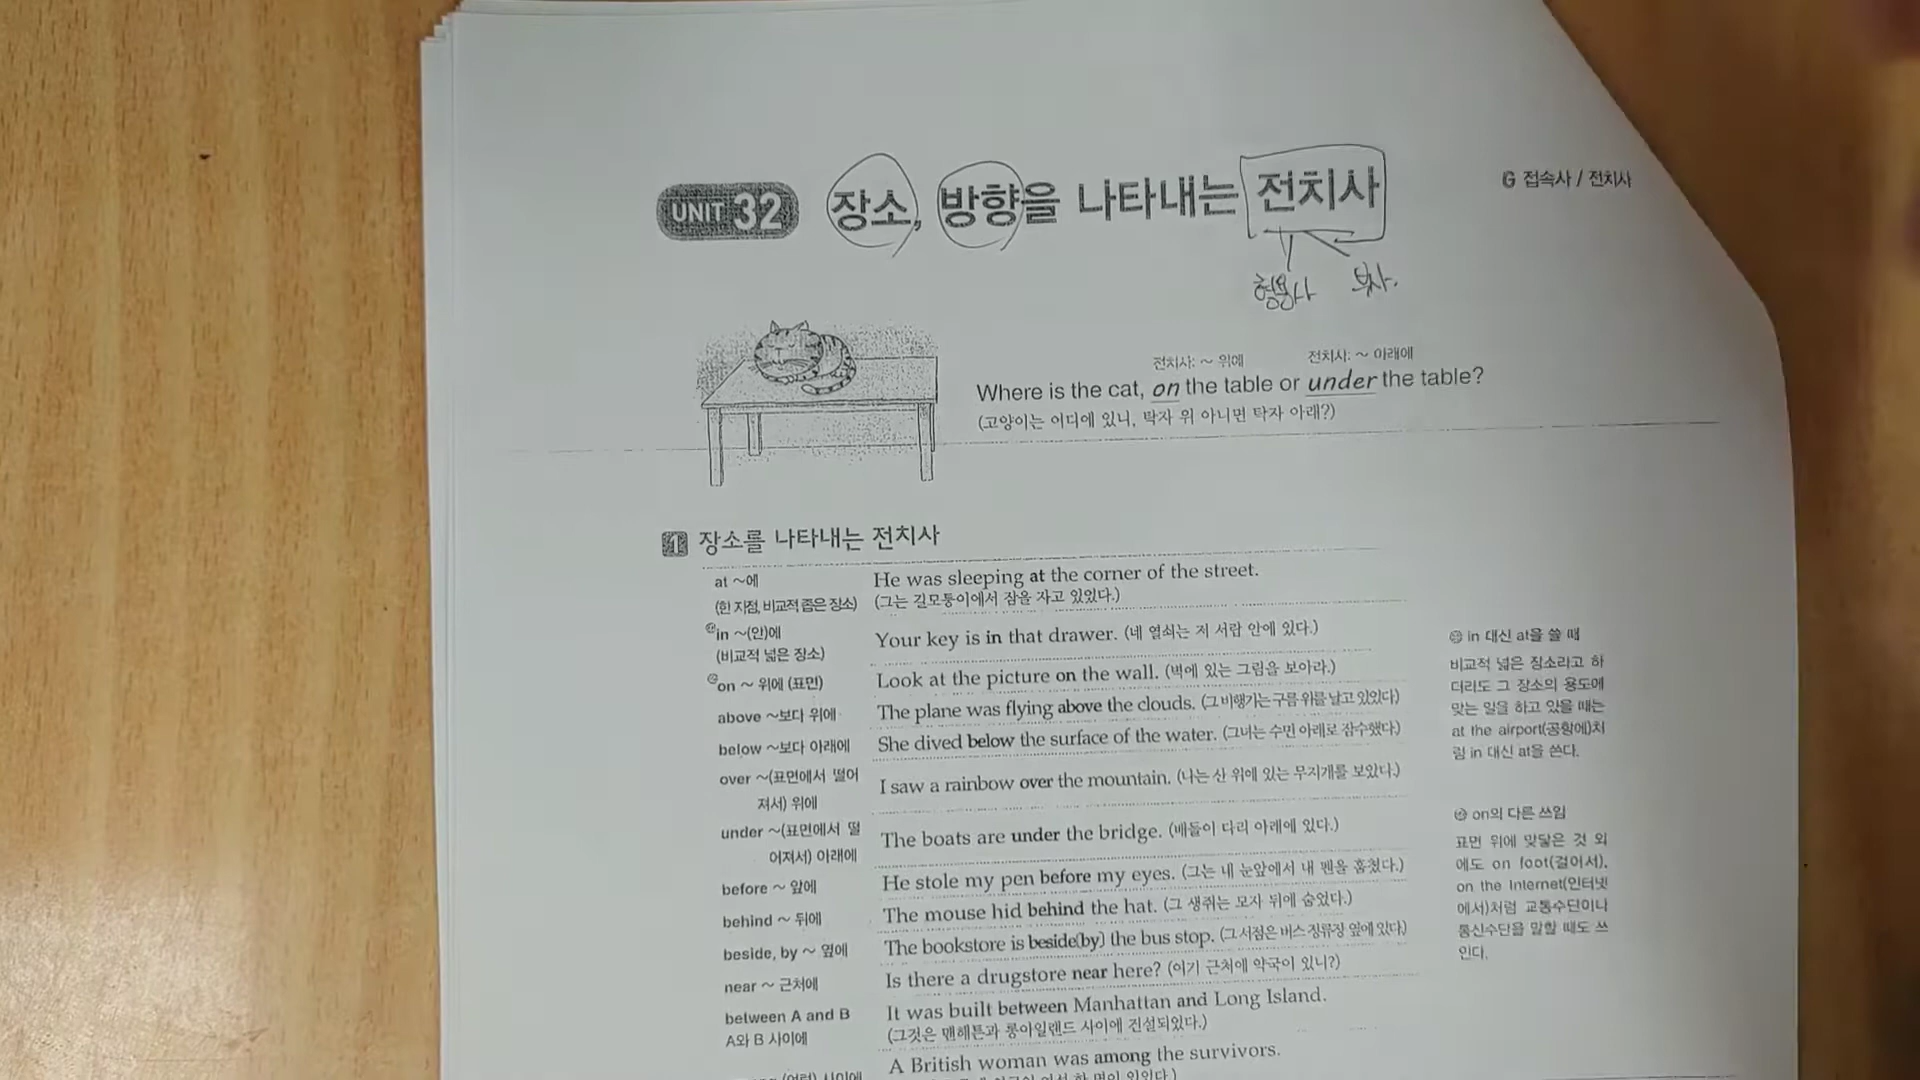 UNIT 32 장소, 방향을 나타내는 전치사
G 접속사 / 전치사
형용사 부사.
전치사: ~ 위에 전치사: ~ 아래에
Where is the cat, on the table or under the table?
(고양이는 어디에 있니, 탁자 위 아니면 탁자 아래?)
1 장소를 나타내는 전치사
at ~에 He was sleeping at the corner of the street.
(한 지점, 비교적 좁은 장소) (그는 길모퉁이에서 잠을 자고 있었다.)
in ~(안)에 Your key is in that drawer. (네 열쇠는 저 서랍 안에 있다.)
(비교적 넓은 장소)
on ~ 위에 (표면) Look at the picture on the wall. (벽에 있는 그림을 보아라.)
above ~보다 위에 The plane was flying above the clouds. (그 비행기는 구름 위를 날고 있었다)
below ~보다 아래에 She dived below the surface of the water. (그녀는 수면 아래로 잠수했다.)
over ~(표면에서 떨어
져서) 위에 I saw a rainbow over the mountain. (나는 산 위에 있는 무지개를 보았다.)
under ~(표면에서 떨
어져서) 아래에 The boats are under the bridge. (배들이 다리 아래에 있다.)
before ~ 앞에 He stole my pen before my eyes. (그는 내 눈앞에서 내 펜을 훔쳤다.)
behind ~ 뒤에 The mouse hid behind the hat. (그 생쥐는 모자 뒤에 숨었다.)
beside, by ~ 옆에 The bookstore is beside(by) the bus stop. (그 서점은 버스 정류장 옆에 있다.)
near ~ 근처에 Is there a drugstore near here? (여기 근처에 약국이 있니?)
between A and B It was built between Manhattan and Long Island.
A와 B 사이에 (그것은 맨해튼과 롱아일랜드 사이에 건설되었다.)
A British woman was among the survivors.
in 대신 at을 쓸 때
비교적 넓은 장소라고 하
더라도 그 장소의 용도에
맞는 일을 하고 있을 때는
at the airport(공항에)처
럼 in 대신 at을 쓴다.
on의 다른 쓰임
표면 위에 맞닿은 것 외
에도 on foot(걸어서),
on the Internet(인터넷
에서)처럼 교통수단이나
통신수단을 말할 때도 쓰
인다.